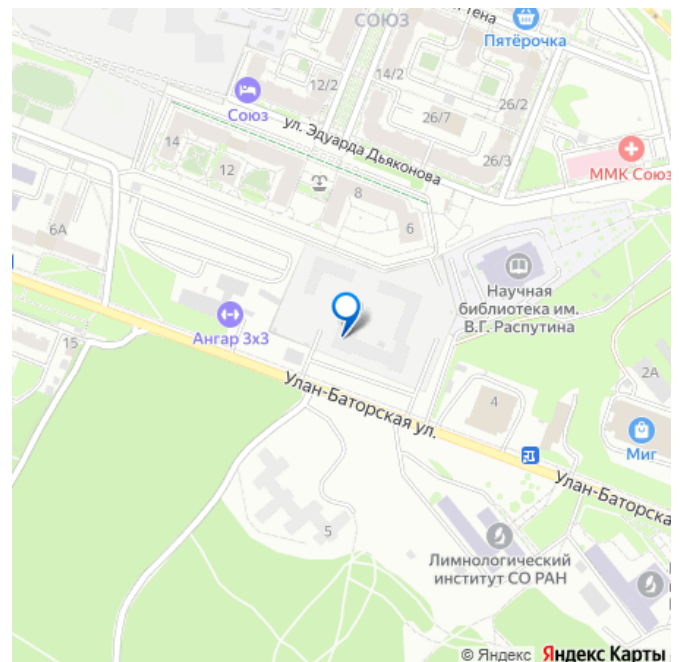 СОЮЗ
Тена
Пятёрочка
12/2
14/2
Союз
26/7
26/2
ул. Эдуарда Дьяконова
14
12
26/3
ММК Союз
8
6А
6
Научная
библиотека им.
В.Г. Распутина
Ангар 3х3
15
2А
Улан-Баторская ул.
4
Миг
Улан-Баторска
5
Лимнологический
институт СО РАН
© Яндекс Яндекс Карты